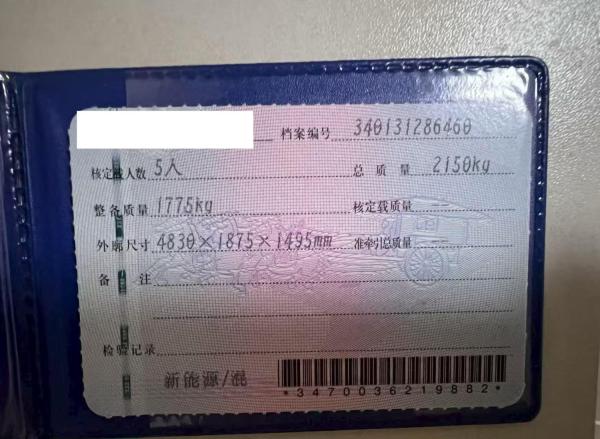 档案编号 340131286460
核定载人数 5人 总质量 2150kg
整备质量 1775kg 核定载质量
外廓尺寸 4830×1875×1495mm 准牵引总质量
备注
检验记录
新能源/混
*3470036219882*